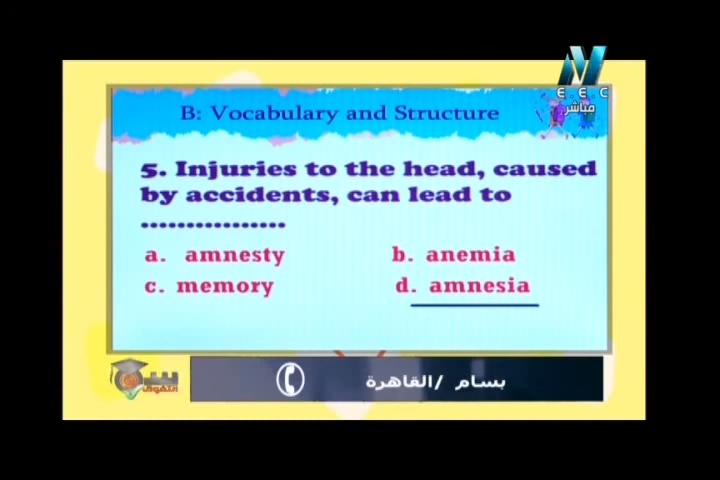 E. E. C
مباشر
B: Vocabulary and Structure
5. Injuries to the head, caused
by accidents, can lead to
................
a. amnesty
b. anemia
c. memory
d. amnesia
بسام /القاهرة